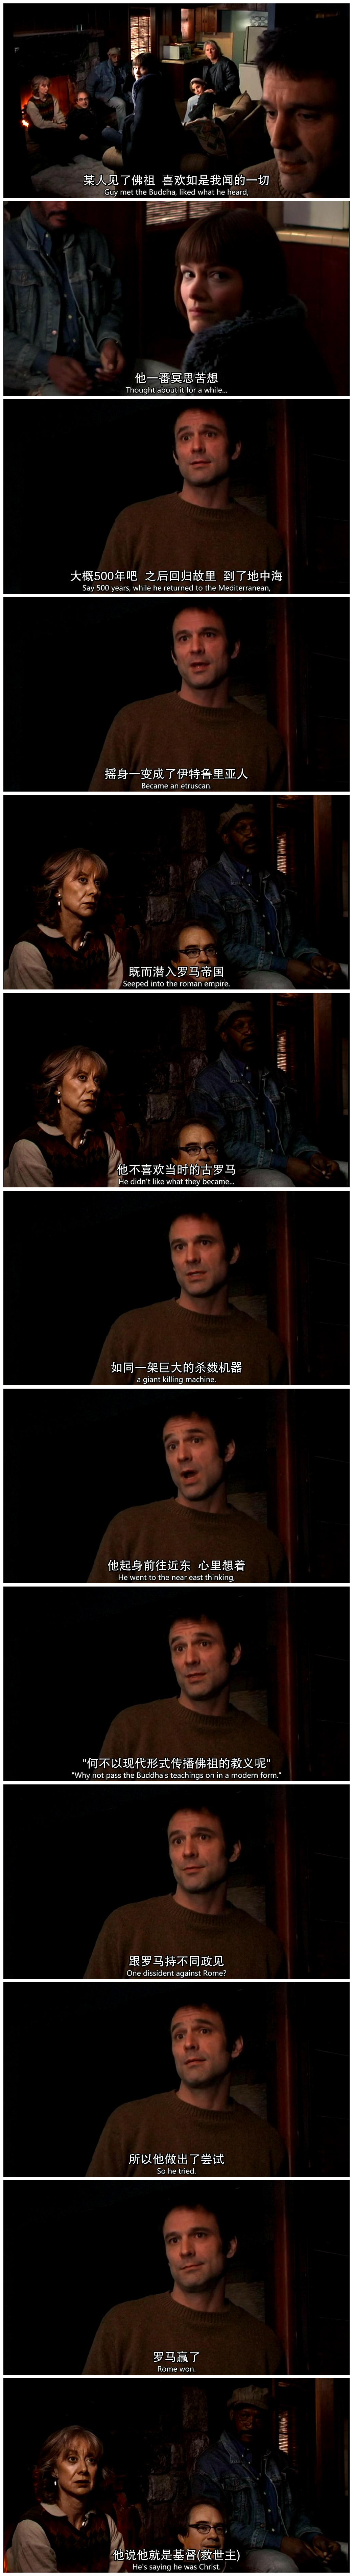 某人见了佛祖 喜欢如是我闻的一切
Guy met the Buddha, liked what he heard,
他一番冥思苦想
Thought about it for a while...
大概500年吧 之后回归故里 到了地中海
Say 500 years, while he returned to the Mediterranean,
摇身一变成了伊特鲁里亚人
Became an etruscan.
既而潜入罗马帝国
Seeped into the roman empire.
他不喜欢当时的古罗马
He didn't like what they became...
如同一架巨大的杀戮机器
a giant killing machine.
他起身前往近东 心里想着
He went to the near east thinking,
"何不以现代形式传播佛祖的教义呢"
"Why not pass the Buddha's teachings on in a modern form."
跟罗马持不同政见
One dissident against Rome?
所以他做出了尝试
So he tried.
罗马赢了
Rome won.
他说他就是基督(救世主)
He's saying he was Christ.